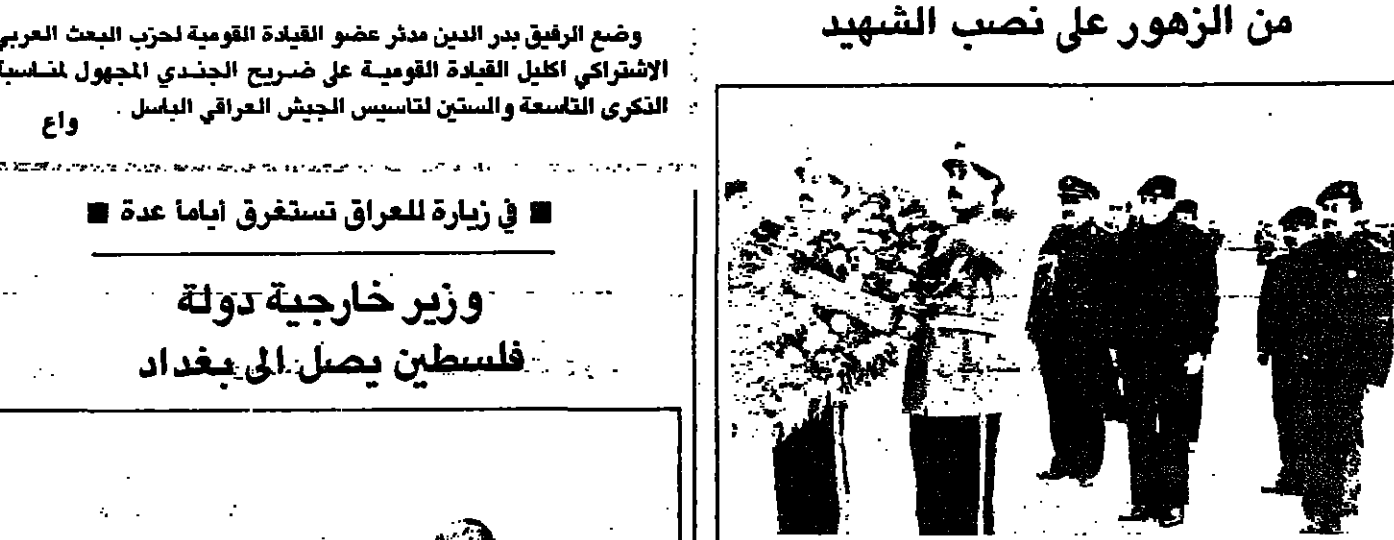 من الزهور على نصب الشهيد
وضع الرفيق بدر الدين مدثر عضو القيادة القومية لحزب البعث العربي
الاشتراكي اكليل القيادة القومية على ضريح الجندي المجهول لمناسبة
الذكرى التاسعة والستين لتاسيس الجيش العراقي الباسل .
واع
■ في زيارة للعراق تستغرق أياماً عدة ■
وزير خارجية دولة
فلسطين يصل الى بغداد